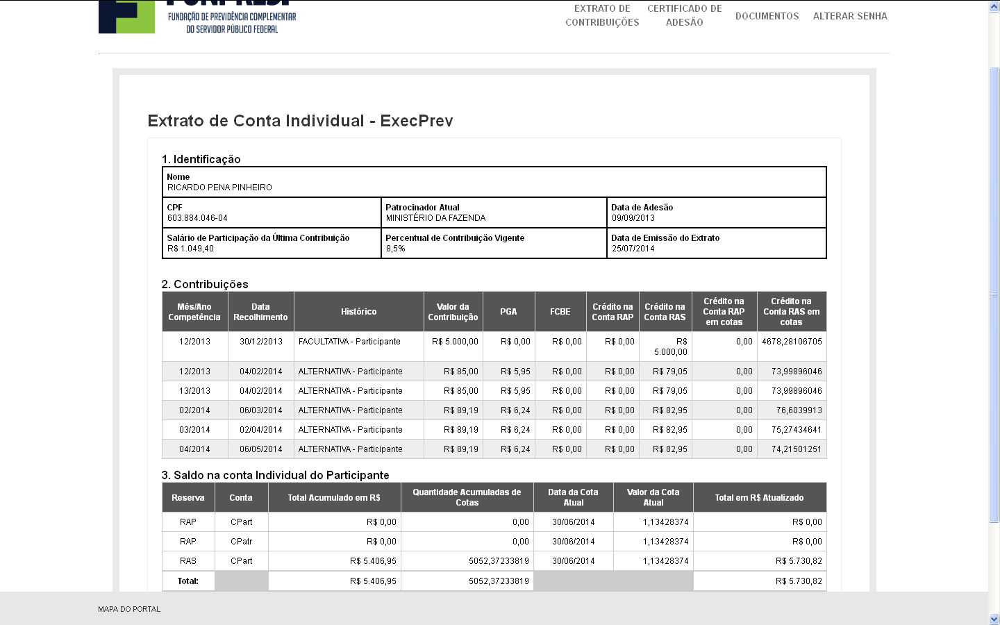 FUNDAÇÃO DE PREVIDÊNCIA COMPLEMENTAR
DO SERVIDOR PÚBLICO FEDERAL
EXTRATO DE CONTRIBUIÇÕES
CERTIFICADO DE ADESÃO
DOCUMENTOS
ALTERAR SENHA
Extrato de Conta Individual - ExecPrev
1. Identificação
Nome
RICARDO PENA PINHEIRO
CPF Patrocinador Atual Data de Adesão
603.884.046-04 MINISTÉRIO DA FAZENDA 09/09/2013
Salário de Participação da Última Contribuição Percentual de Contribuição Vigente Data de Emissão do Extrato
R$ 1.049,40 8,5% 25/07/2014
2. Contribuições
Mês/Ano Competência Data Recolhimento Histórico Valor da Contribuição PGA FCBE Crédito na Conta RAP Crédito na Conta RAS Crédito na Conta RAP em cotas Crédito na Conta RAS em cotas
12/2013 30/12/2013 FACULTATIVA - Participante R$ 5.000,00 R$ 0,00 R$ 0,00 R$ 0,00 R$ 5.000,00 0,00 4678,28106705
12/2013 04/02/2014 ALTERNATIVA - Participante R$ 85,00 R$ 5,95 R$ 0,00 R$ 0,00 R$ 79,05 0,00 73,99896046
13/2013 04/02/2014 ALTERNATIVA - Participante R$ 85,00 R$ 5,95 R$ 0,00 R$ 0,00 R$ 79,05 0,00 73,99896046
02/2014 06/03/2014 ALTERNATIVA - Participante R$ 89,19 R$ 6,24 R$ 0,00 R$ 0,00 R$ 82,95 0,00 76,6039913
03/2014 02/04/2014 ALTERNATIVA - Participante R$ 89,19 R$ 6,24 R$ 0,00 R$ 0,00 R$ 82,95 0,00 75,27434641
04/2014 06/05/2014 ALTERNATIVA - Participante R$ 89,19 R$ 6,24 R$ 0,00 R$ 0,00 R$ 82,95 0,00 74,21501251
3. Saldo na conta Individual do Participante
Reserva Conta Total Acumulado em R$ Quantidade Acumuladas de Cotas Data da Cota Atual Valor da Cota Atual Total em R$ Atualizado
RAP CPart R$ 0,00 0,00 30/06/2014 1,13428374 R$ 0,00
RAP CPatr R$ 0,00 0,00 30/06/2014 1,13428374 R$ 0,00
RAS CPart R$ 5.406,95 5052,37233819 30/06/2014 1,13428374 R$ 5.730,82
Total: R$ 5.406,95 5052,37233819 R$ 5.730,82
MAPA DO PORTAL